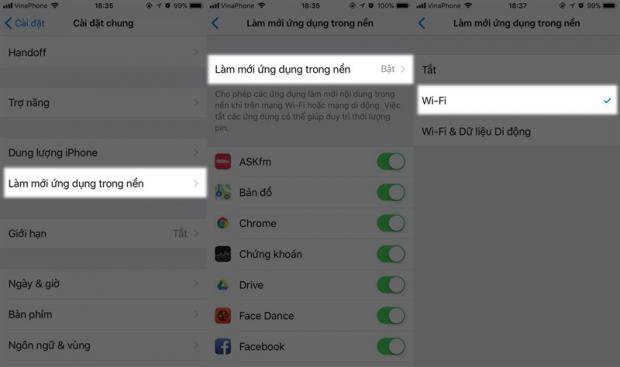 VinaPhone 18:35 99%
Cài đặt Cài đặt chung
Handoff
Trợ năng
Dung lượng iPhone
Làm mới ứng dụng trong nền
Giới hạn Tắt
Ngày & giờ
Bàn phím
Ngôn ngữ & vùng
VinaPhone 18:35 100%
Làm mới ứng dụng trong nền
Làm mới ứng dụng trong nền Bật
Cho phép các ứng dụng làm mới nội dung trong
nền khi trên mạng Wi-Fi hoặc mạng di động. Việc
tắt các ứng dụng có thể giúp duy trì thời lượng
pin.
ASKfm
Bản đồ
Chrome
Chứng khoán
Drive
Face Dance
Facebook
VinaPhone 18:37 99%
Làm mới ứng dụng trong nền
Tắt
Wi-Fi
Wi-Fi & Dữ liệu Di động